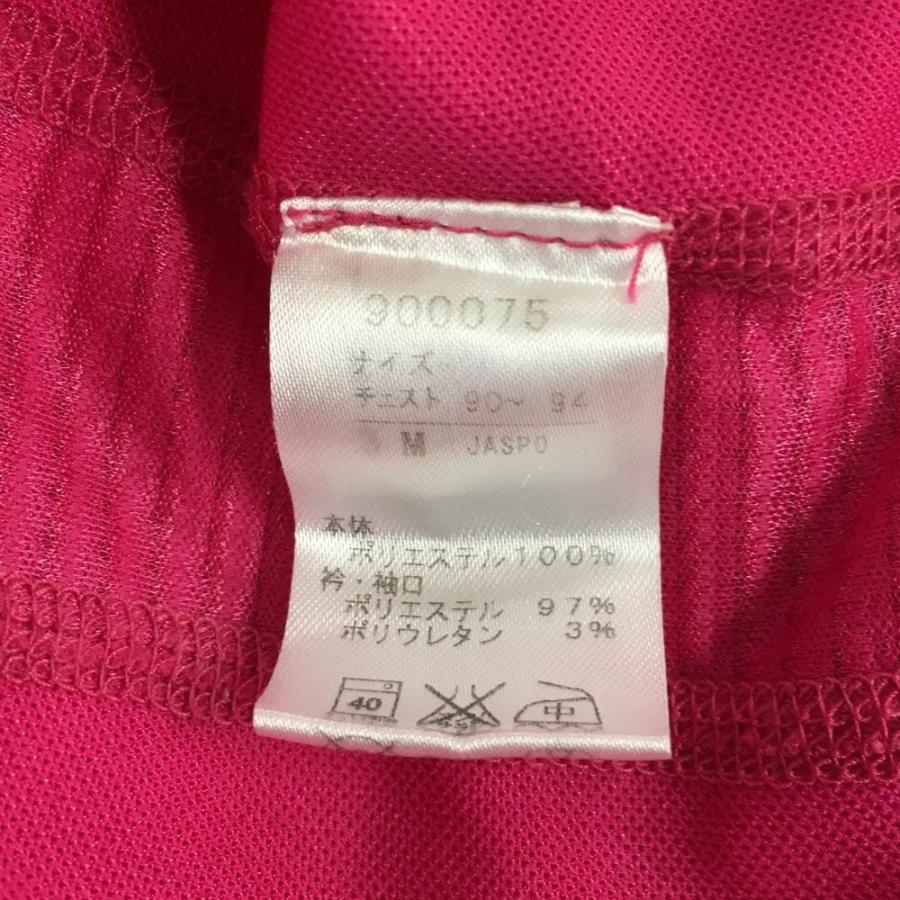 900075
サイズ
チェスト 90～ 94
M JASPO
本体
ポリエステル100%
衿・袖口
ポリエステル 97%
ポリウレタン 3%
40 中